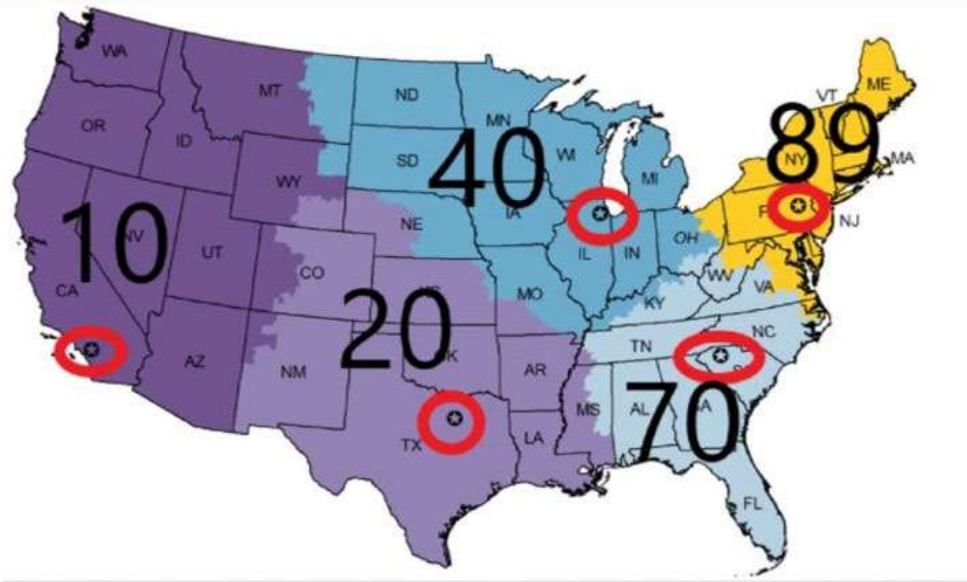 WA
MT
ND
MN
ME
VT
OR
ID
SD
WI
MI
NY
MA
89
40
WY
IA
NJ
10
NV
NE
IL
IN
OH
UT
CO
MO
WV
VA
CA
KY
20
NC
TN
AZ
NM
AR
MS
AL
70
TX
LA
FL